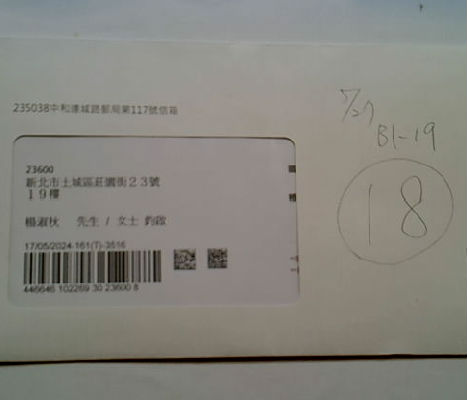 235038中和連城路郵局第117號信箱
23600
新北市土城區莊園街23號
19樓
楊淑杕 先生 / 女士 鈞啟
17/05/2024-161(T)-3516
446646 102269 30 23600 8
7/27
B1-19
18